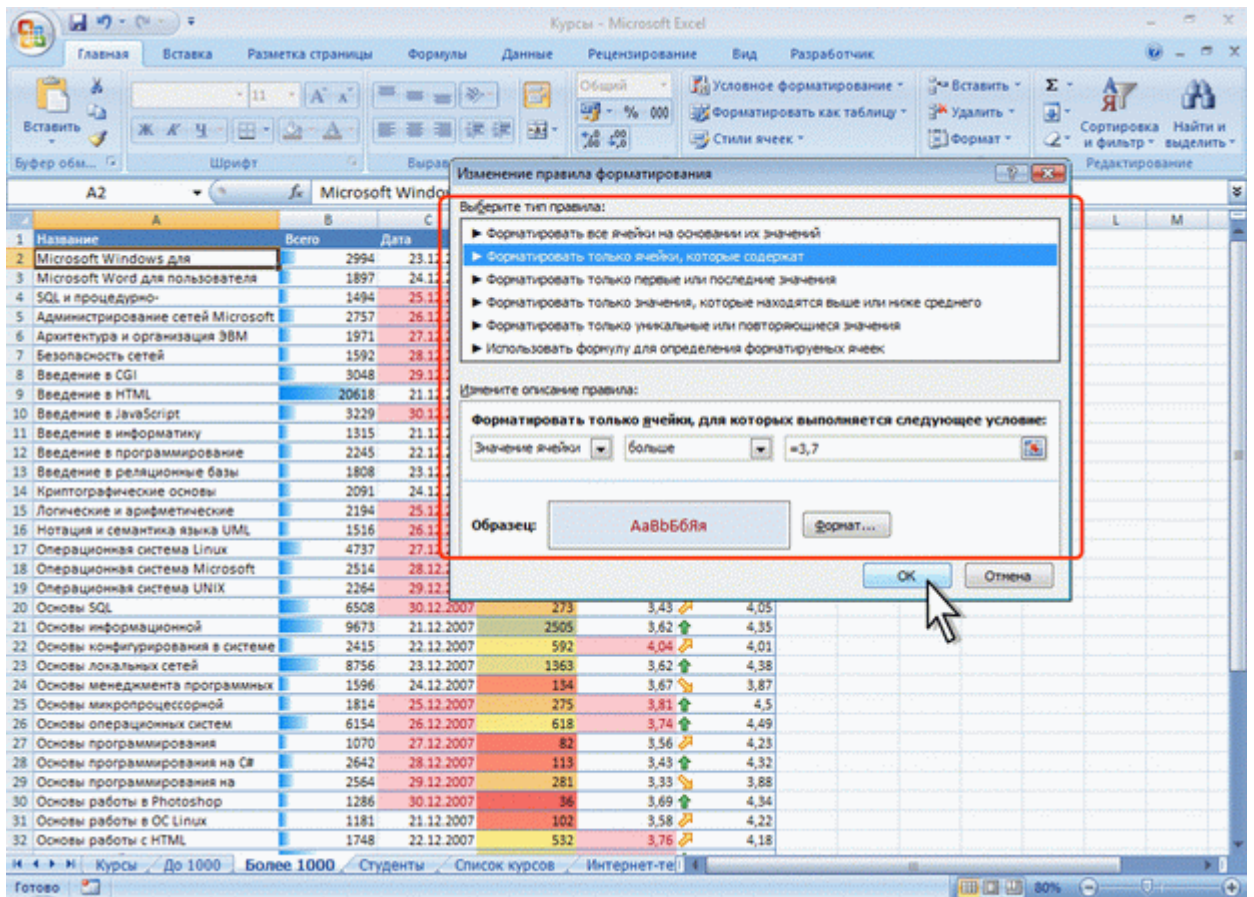 Курсы - Microsoft Excel
Главная Вставка Разметка страницы Формулы Данные Рецензирование Вид Разработчик
11 Общий Условное форматирование Вставить Σ
Вставить Ж К Ч % 000 Форматировать как таблицу Удалить Сортировка и фильтр Найти и выделить
Стили ячеек Формат
Буфер обм... Шрифт Вырав Редактирование
A2 fx Microsoft Windo
A B C L M
1 Название Всего Дата
2 Microsoft Windows для 2994 23.12
3 Microsoft Word для пользователя 1897 24.12
4 SQL и процедурно- 1494 25.12
5 Администрирование сетей Microsoft 2757 26.12
6 Архитектура и организация ЭВМ 1971 27.12
7 Безопасность сетей 1592 28.12
8 Введение в CGI 3048 29.12
9 Введение в HTML 20618 21.12
10 Введение в JavaScript 3229 30.12
11 Введение в информатику 1315 21.12
12 Введение в программирование 2245 22.12
13 Введение в реляционные базы 1808 23.12
14 Криптографические основы 2091 24.12
15 Логические и арифметические 2194 25.12
16 Нотация и семантика языка UML 1516 26.12
17 Операционная система Linux 4737 27.12
18 Операционная система Microsoft 2514 28.12
19 Операционная система UNIX 2264 29.12
20 Основы SQL 6508 30.12.2007 273 3,43 4,05
21 Основы информационной 9673 21.12.2007 2505 3,62 4,35
22 Основы конфигурирования в системе 2415 22.12.2007 592 4,04 4,01
23 Основы локальных сетей 8756 23.12.2007 1363 3,62 4,38
24 Основы менеджмента программных 1596 24.12.2007 134 3,67 3,87
25 Основы микропроцессорной 1814 25.12.2007 275 3,81 4,5
26 Основы операционных систем 6154 26.12.2007 618 3,74 4,49
27 Основы программирования 1070 27.12.2007 82 3,56 4,23
28 Основы программирования на C# 2642 28.12.2007 113 3,43 4,32
29 Основы программирования на 2564 29.12.2007 281 3,33 3,88
30 Основы работы в Photoshop 1286 30.12.2007 36 3,69 4,34
31 Основы работы в ОС Linux 1181 21.12.2007 102 3,58 4,22
32 Основы работы с HTML 1748 22.12.2007 532 3,76 4,18
Изменение правила форматирования
Выберите тип правила:
► Форматировать все ячейки на основании их значений
► Форматировать только ячейки, которые содержат
► Форматировать только первые или последние значения
► Форматировать только значения, которые находятся выше или ниже среднего
► Форматировать только уникальные или повторяющиеся значения
► Использовать формулу для определения форматируемых ячеек
Измените описание правила:
Форматировать только ячейки, для которых выполняется следующее условие:
Значение ячейки больше =3,7
Образец: АаВbБбЯя Формат...
ОК Отмена
Курсы До 1000 Более 1000 Студенты Список курсов Интернет-те
Готово 80%